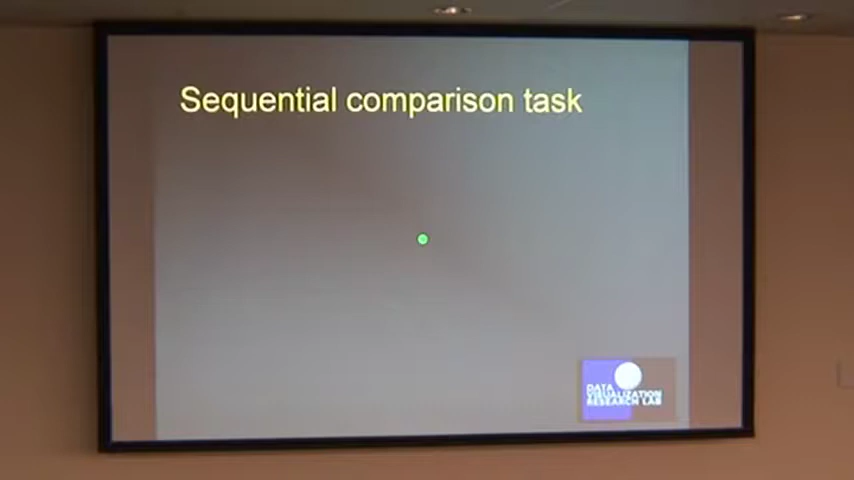 Sequential comparison task
DATA
VISUALIZATION
RESEARCH LAB